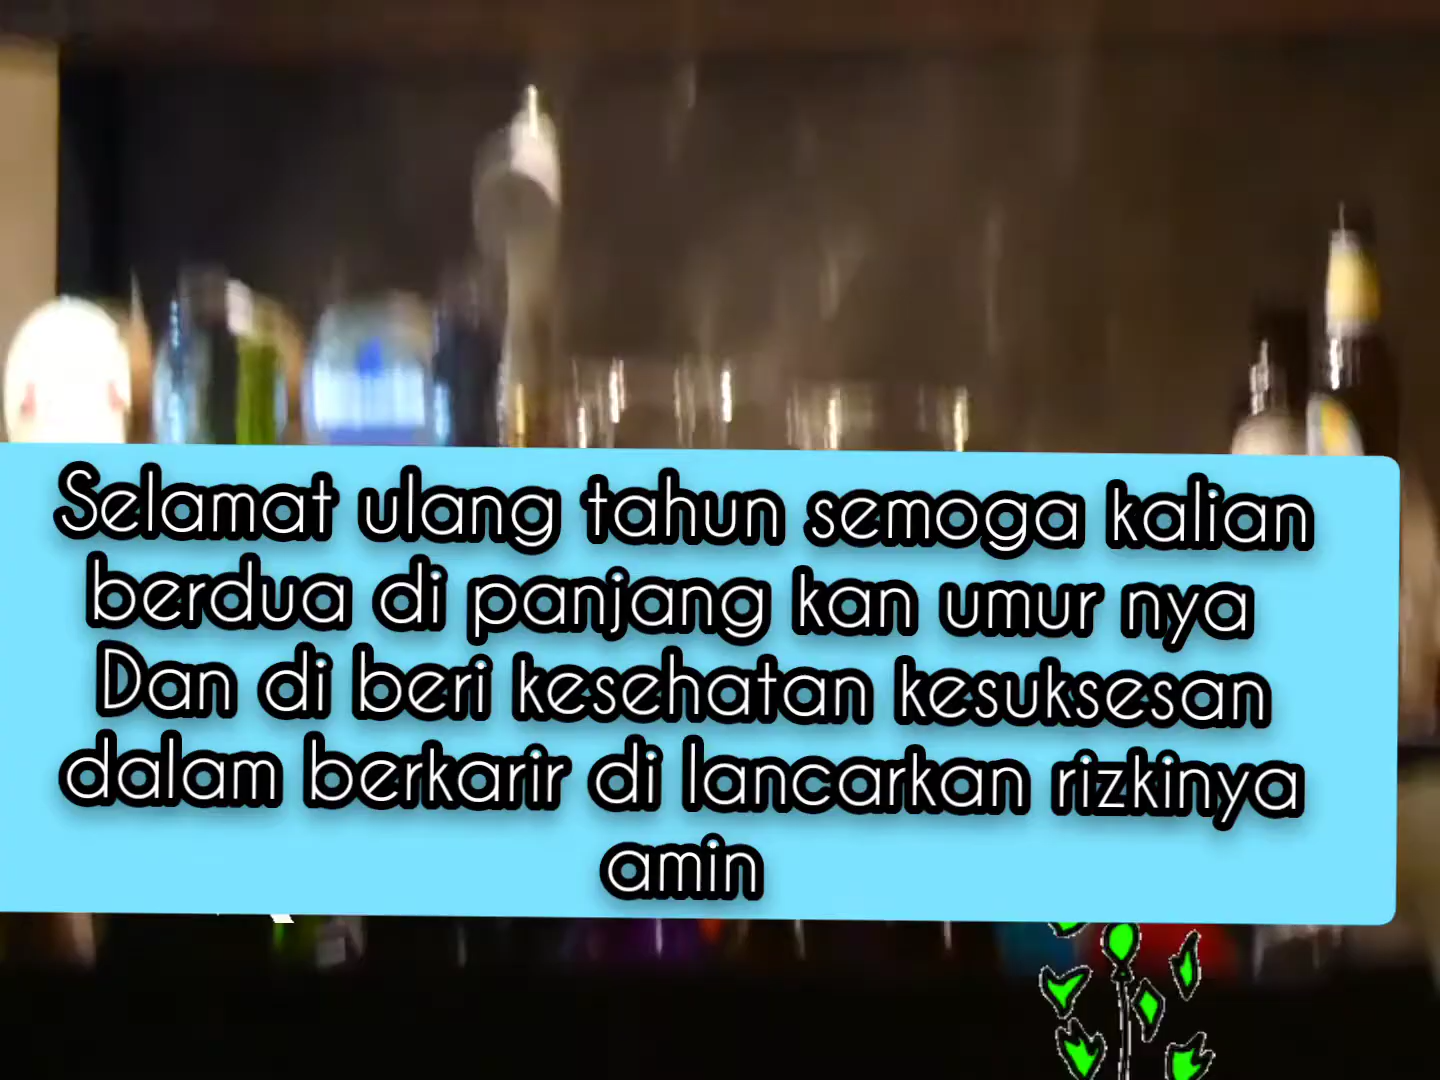 Selamat ulang tahun semoga kalian
berdua di panjang kan umur nya
Dan di beri kesehatan kesuksesan
dalam berkarir di lancarkan rizkinya
amin